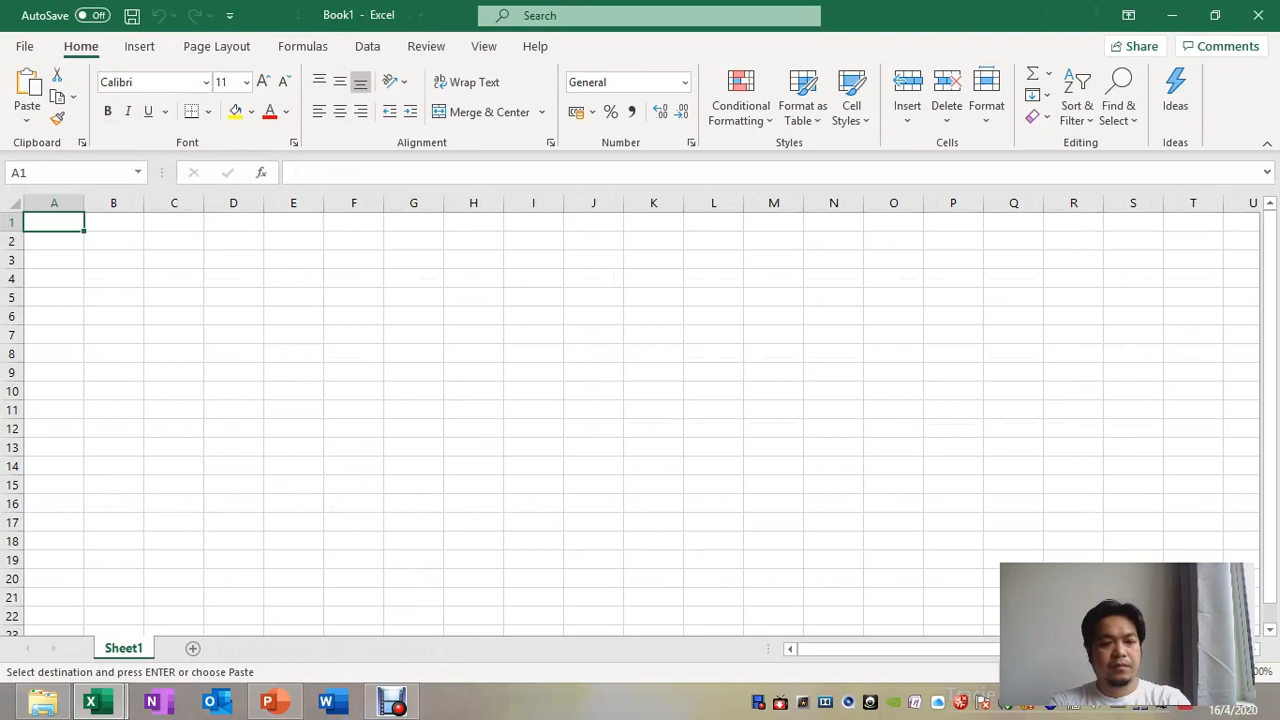 AutoSave Off Book1 - Excel Search
File Home Insert Page Layout Formulas Data Review View Help Share Comments
Paste Calibri 11 Wrap Text General Conditional Formatting Format as Table Cell Styles Insert Delete Format Sort & Filter Find & Select Ideas
B I U A Merge & Center % ,
Clipboard Font Alignment Number Styles Cells Editing Ideas
A1 fx
A B C D E F G H I J K L M N O P Q R S T U
1
2
3
4
5
6
7
8
9
10
11
12
13
14
15
16
17
18
19
20
21
22
23
Sheet1
Select destination and press ENTER or choose Paste
16/4/2020